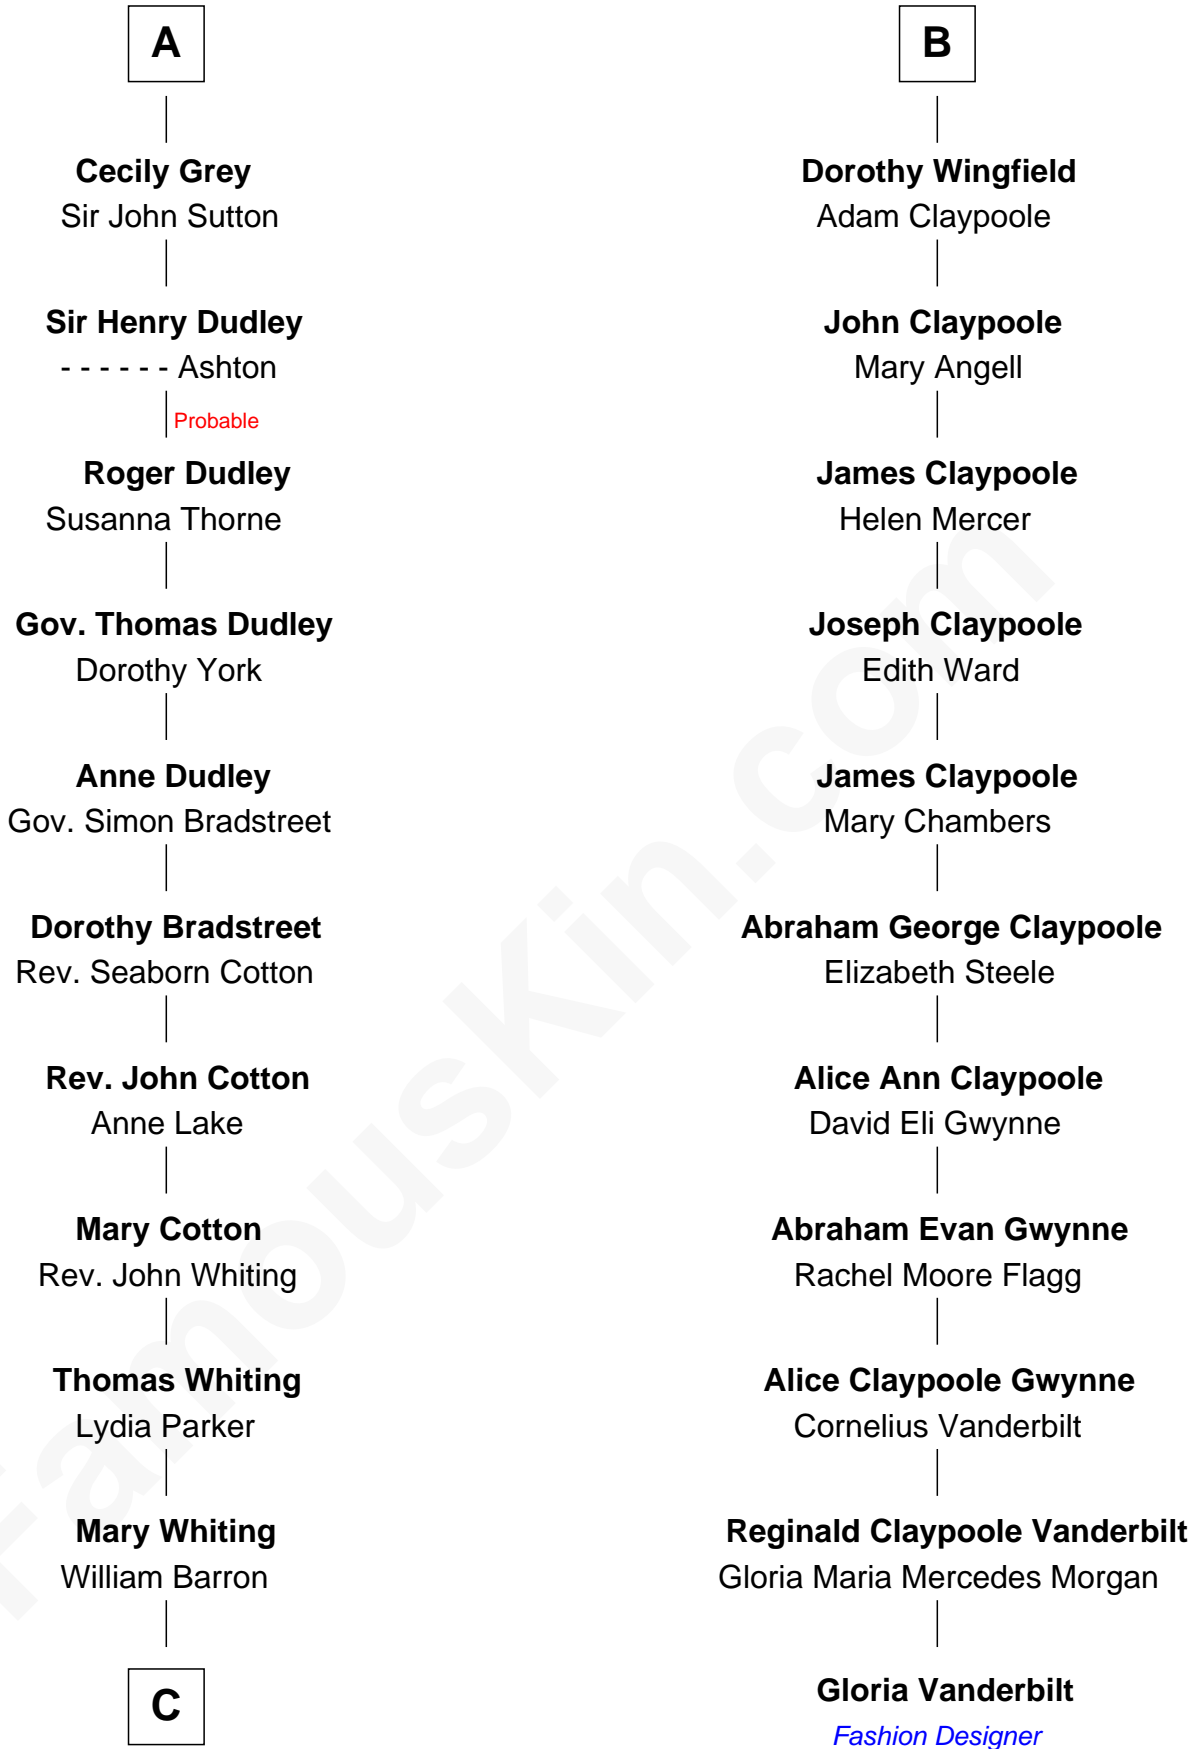 A
Cecily Grey
Sir John Sutton
Sir Henry Dudley
- - - - - - Ashton
Probable
Roger Dudley
Susanna Thorne
Gov. Thomas Dudley
Dorothy York
Anne Dudley
Gov. Simon Bradstreet
Dorothy Bradstreet
Rev. Seaborn Cotton
Rev. John Cotton
Anne Lake
Mary Cotton
Rev. John Whiting
Thomas Whiting
Lydia Parker
Mary Whiting
William Barron
C
B
Dorothy Wingfield
Adam Claypoole
John Claypoole
Mary Angell
James Claypoole
Helen Mercer
Joseph Claypoole
Edith Ward
James Claypoole
Mary Chambers
Abraham George Claypoole
Elizabeth Steele
Alice Ann Claypoole
David Eli Gwynne
Abraham Evan Gwynne
Rachel Moore Flagg
Alice Claypoole Gwynne
Cornelius Vanderbilt
Reginald Claypoole Vanderbilt
Gloria Maria Mercedes Morgan
Gloria Vanderbilt
Fashion Designer
FamousKin.com